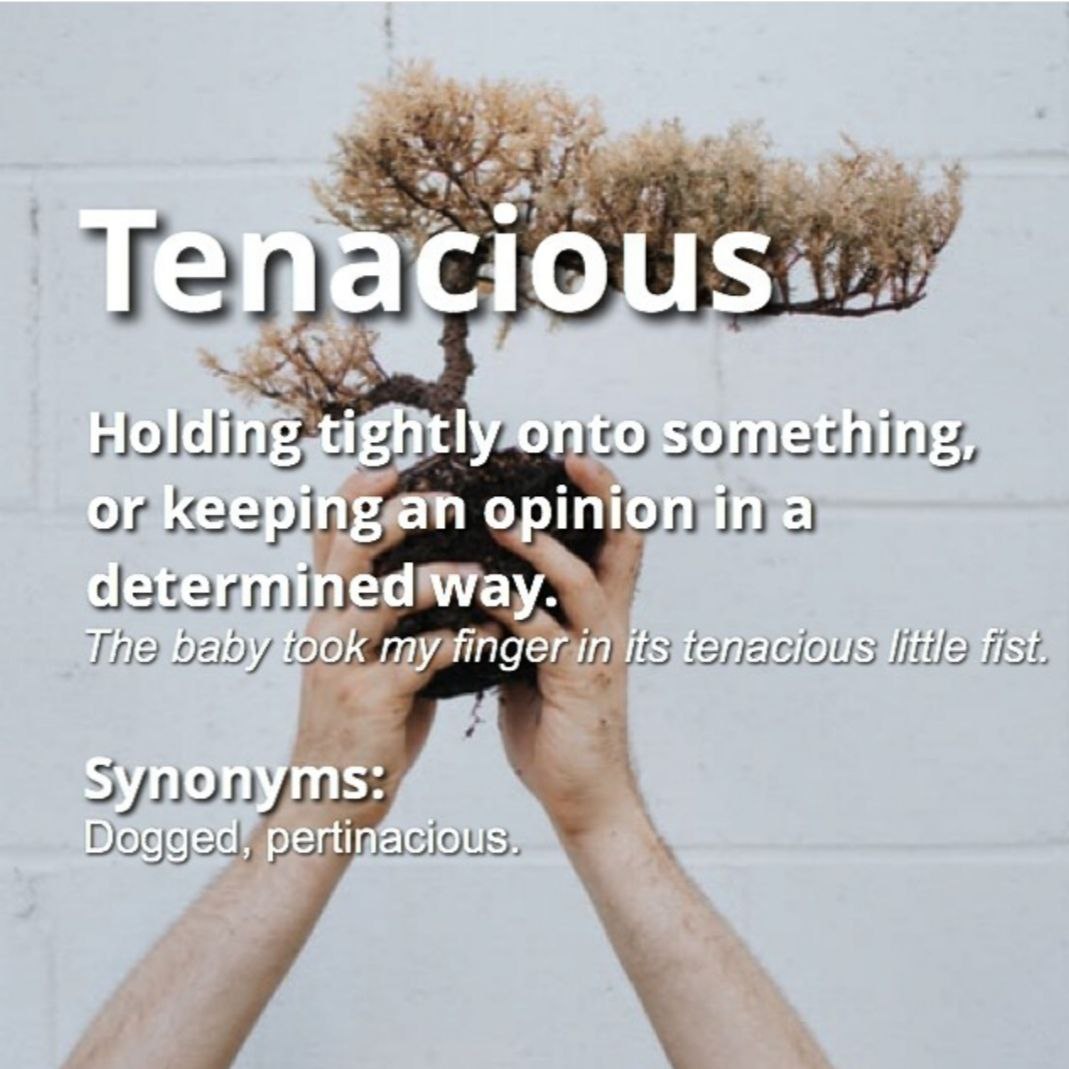 Tenacious
Holding tightly onto something,
or keeping an opinion in a
determined way.
The baby took my finger in its tenacious little fist.
Synonyms:
Dogged, pertinacious.